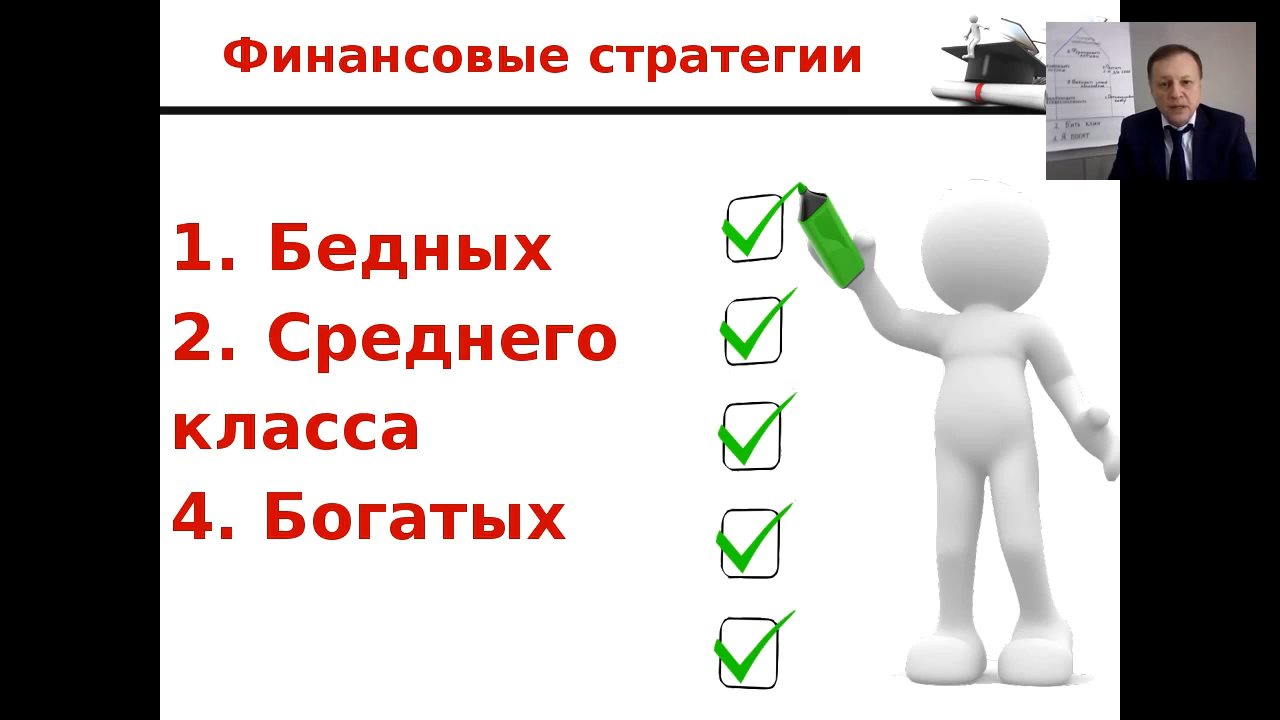 Финансовые стратегии
1. Бедных
2. Среднего
класса
4. Богатых